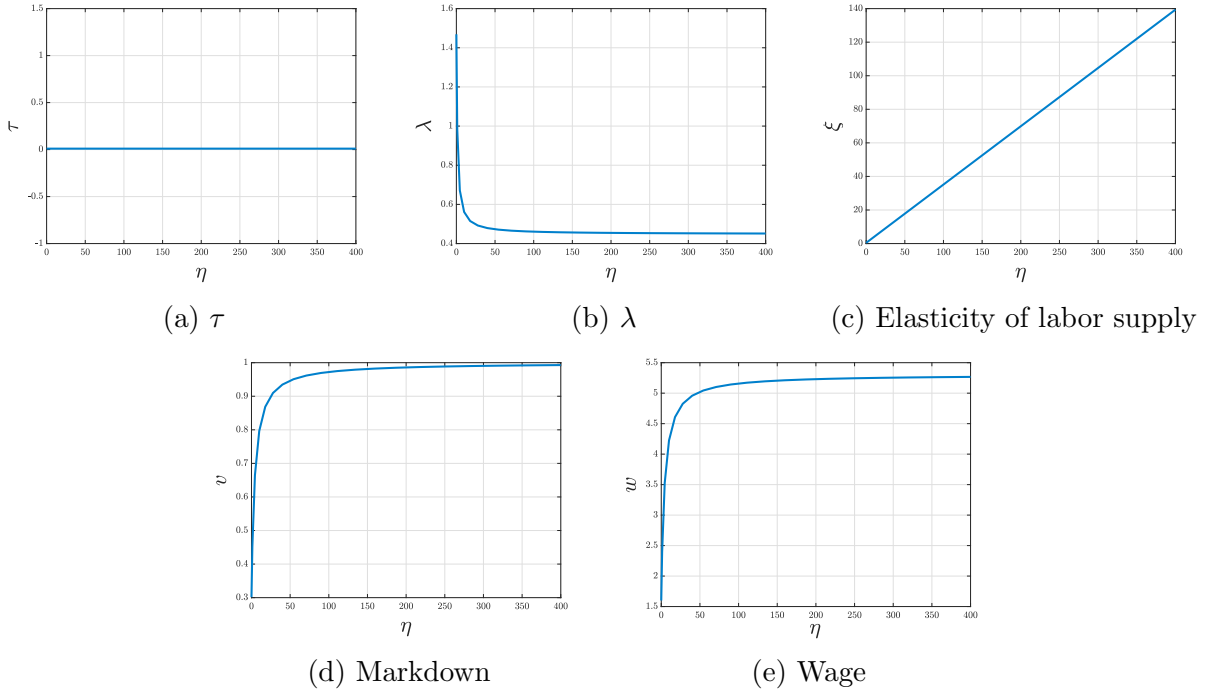 1.5
1
0.5
0
-0.5
-1
τ
0 50 100 150 200 250 300 350 400
η
(a) τ
1.6
1.4
1.2
1
0.8
0.6
0.4
λ
0 50 100 150 200 250 300 350 400
η
(b) λ
140
120
100
80
60
40
20
0
ξ
0 50 100 150 200 250 300 350 400
η
(c) Elasticity of labor supply
1
0.9
0.8
0.7
0.6
0.5
0.4
0.3
v
0 50 100 150 200 250 300 350 400
η
(d) Markdown
5.5
5
4.5
4
3.5
3
2.5
2
1.5
w
0 50 100 150 200 250 300 350 400
η
(e) Wage